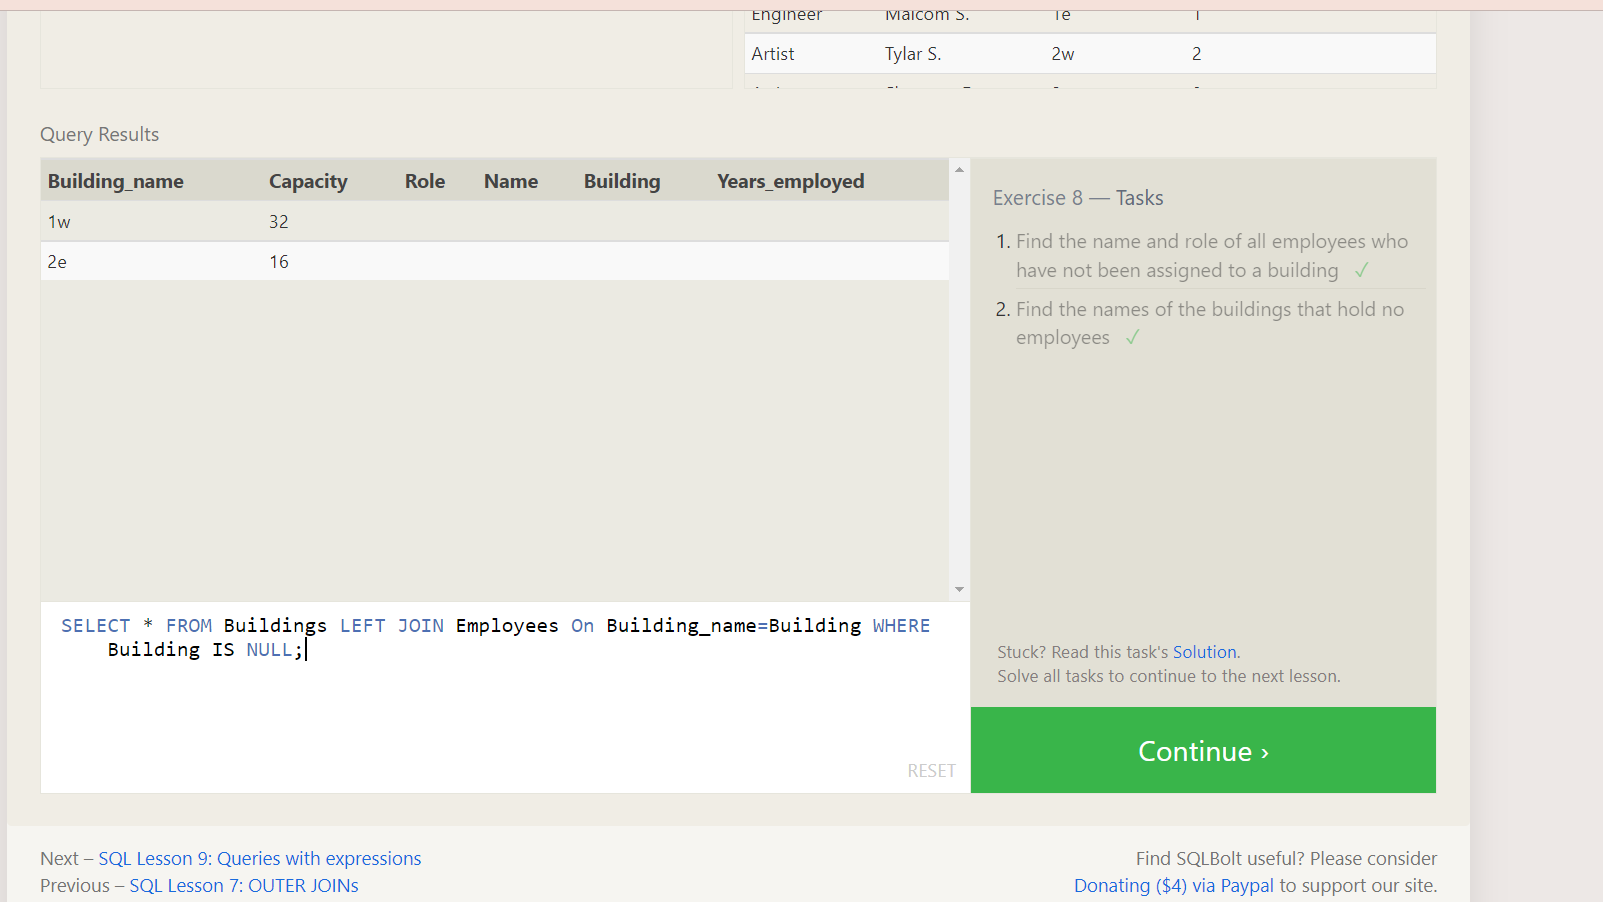 Engineer Malcom S. 1e 1
Artist Tylar S. 2w 2
Query Results
Building_name Capacity Role Name Building Years_employed
1w 32
2e 16
Exercise 8 — Tasks
1. Find the name and role of all employees who
have not been assigned to a building ✓
2. Find the names of the buildings that hold no
employees ✓
SELECT * FROM Buildings LEFT JOIN Employees On Building_name=Building WHERE
Building IS NULL;
RESET
Stuck? Read this task's Solution.
Solve all tasks to continue to the next lesson.
Continue ›
Next – SQL Lesson 9: Queries with expressions
Previous – SQL Lesson 7: OUTER JOINs
Find SQLBolt useful? Please consider
Donating ($4) via Paypal to support our site.